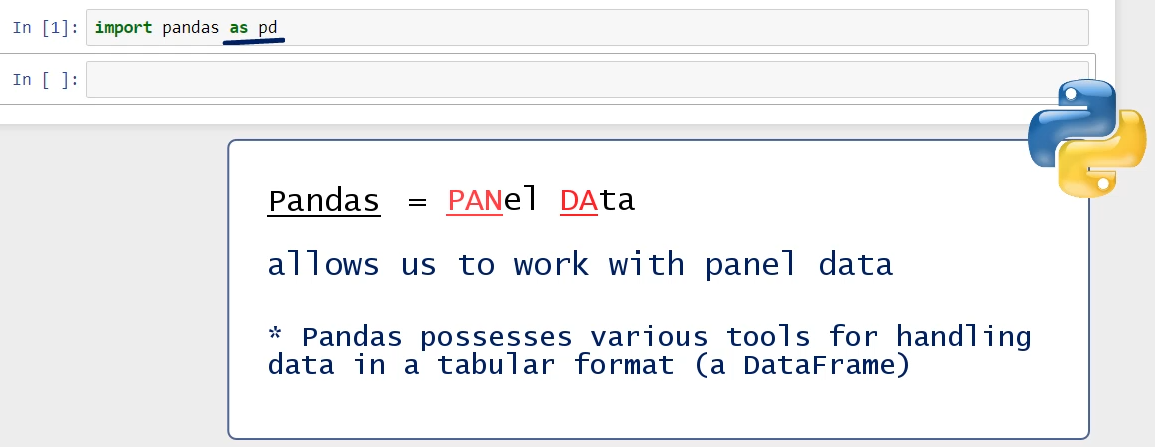 In [1]: import pandas as pd
In [ ]:
Pandas = PANel DAta
allows us to work with panel data
* Pandas possesses various tools for handling
data in a tabular format (a DataFrame)